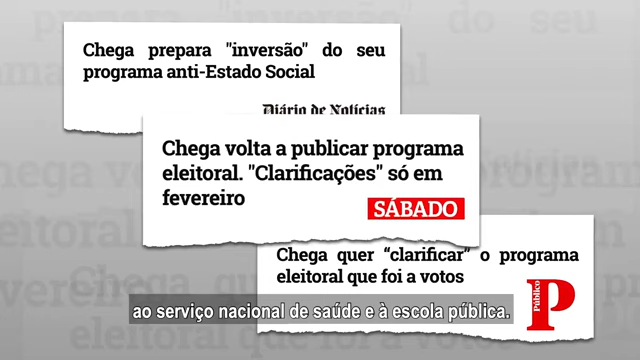 Chega prepara "inversão" do seu
programa anti-Estado Social
Diário de Notícias
Chega volta a publicar programa
eleitoral. "Clarificações" só em
fevereiro
SÁBADO
Chega quer “clarificar” o programa
eleitoral que foi a votos
Público
P
ao serviço nacional de saúde e à escola pública.